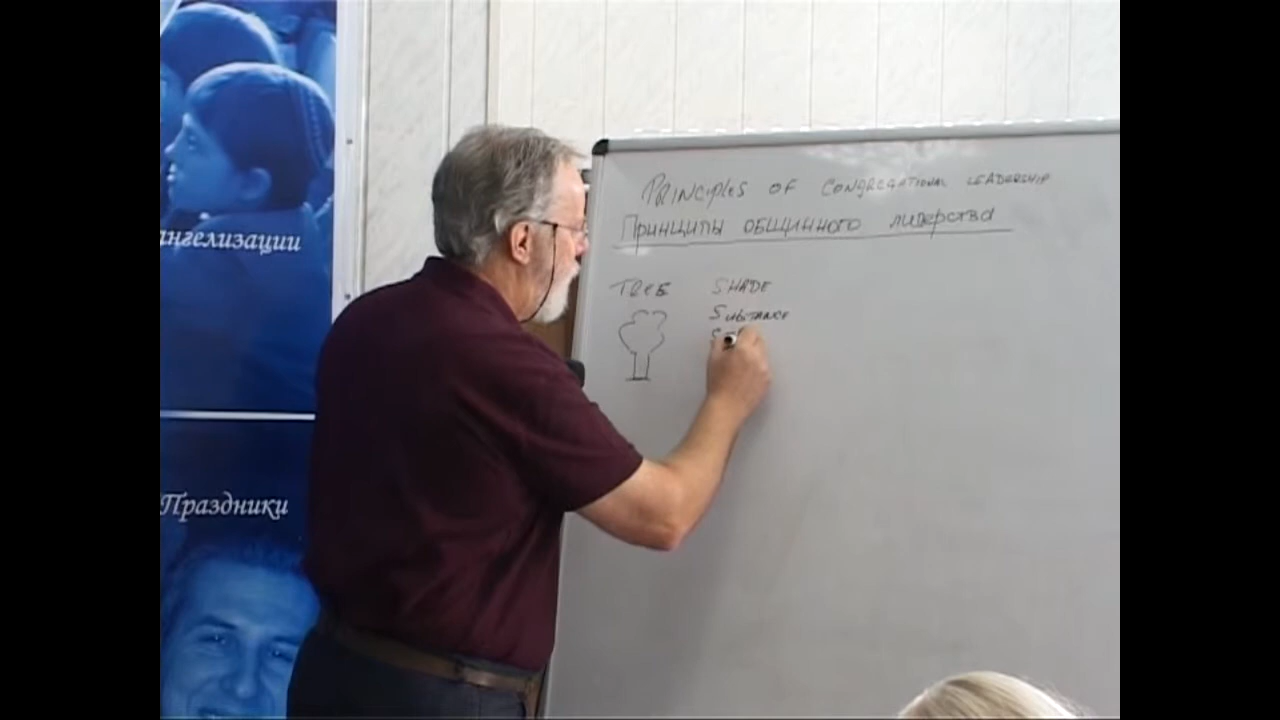 PRINCIPLES OF CONGREGATIONAL LEADERSHIP
Принципы общинного лидерства
TREE SHADE
SUBSTANCE
ангелизации
Праздники